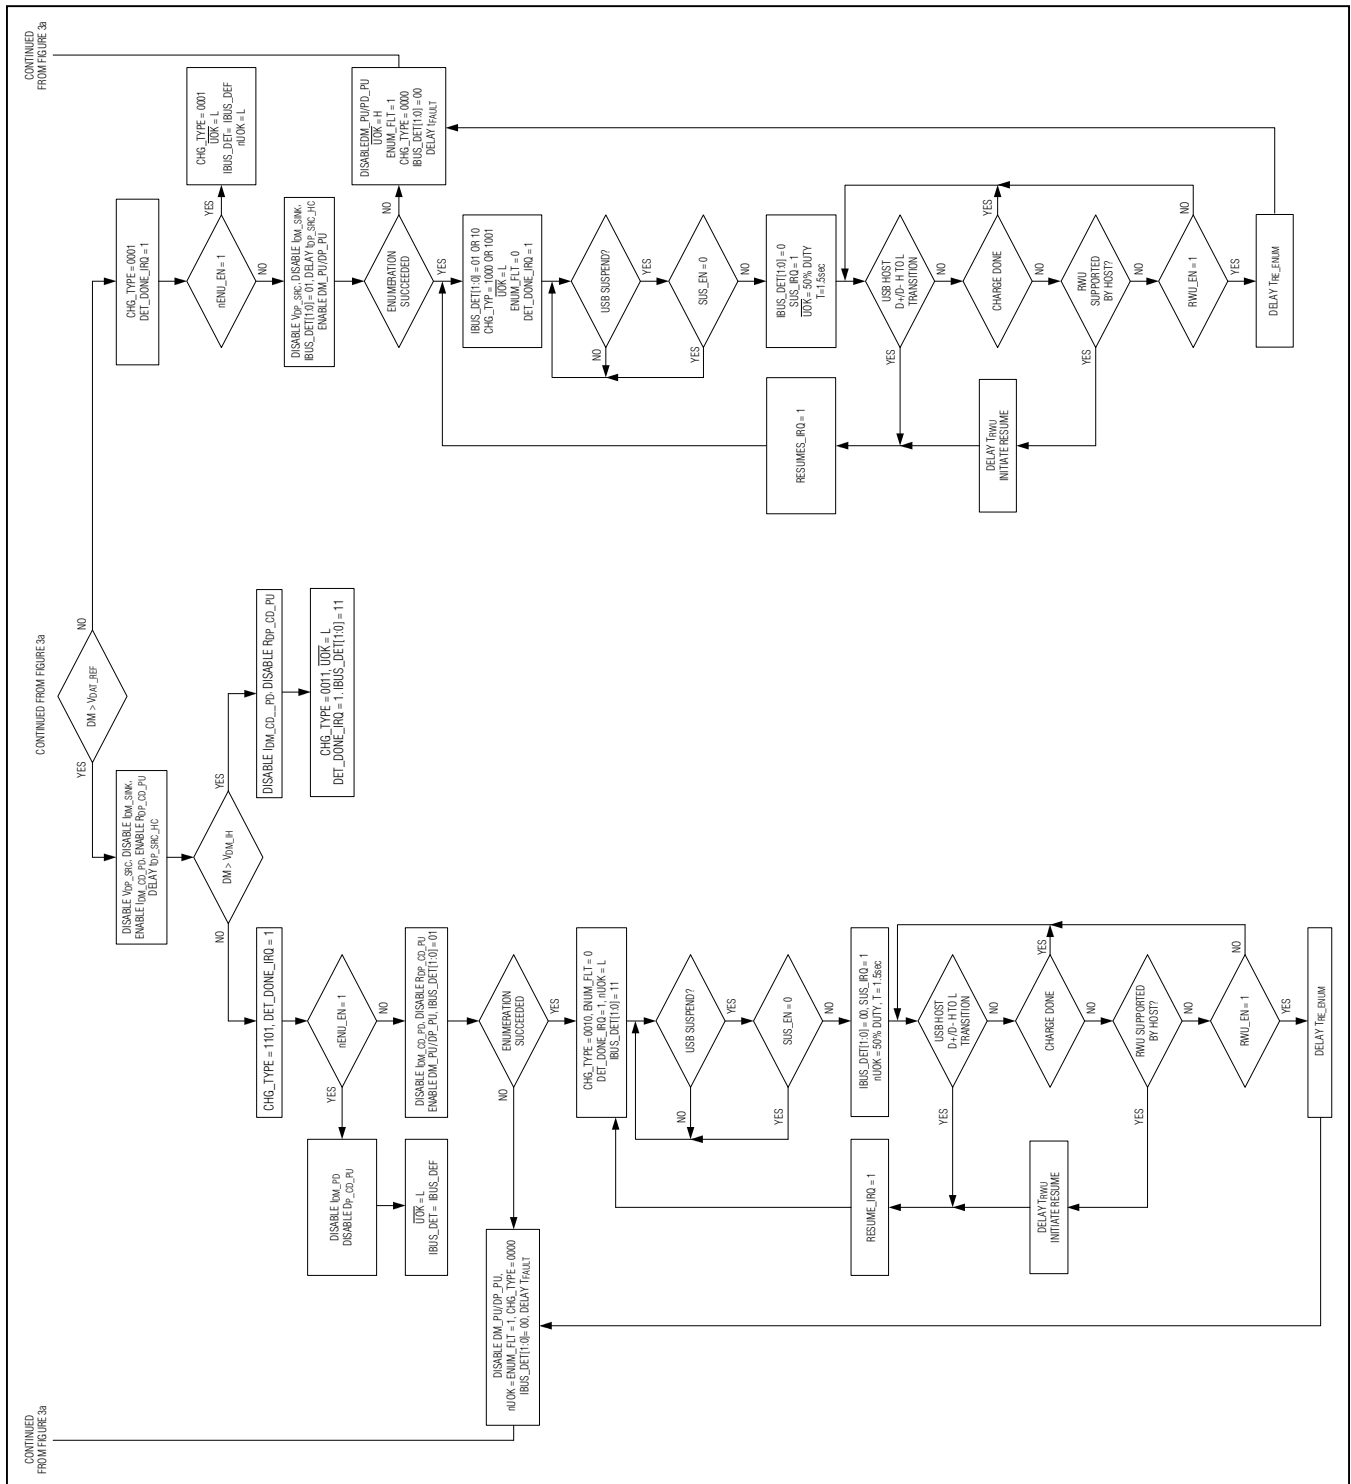 CONTINUED
FROM FIGURE 3a
CHG_TYPE = 0001
DET_DONE_IRQ = 1
nENU_EN = 1
YES
NO
CHG_TYPE = 0001
UOK = L
IBUS_DET= IBUS_DEF
nUOK = L
DISABLE VDP_SRC, DISABLE IDM_SINK,
IBUS_DET[1:0] = 01, DELAY tDP_SRC_HC
ENABLE DM_PU/DP_PU
ENUMERATION
SUCCEEDED
NO
YES
DISABLEDM_PU/PD_PU
UOK = H
ENUM_FLT = 1
CHG_TYPE = 0000
IBUS_DET[1:0] = 00
DELAY tFAULT
IBUS_DET[1:0] = 01 OR 10
CHG_TYP = 1000 OR 1001
UOK = L
ENUM_FLT = 0
DET_DONE_IRQ = 1
USB SUSPEND?
NO
YES
SUS_EN = 0
YES
NO
IBUS_DET[1:0] = 0
SUS_IRQ = 1
UOK = 50% DUTY
T=1.5sec
USB HOST
D+/D- H TO L
TRANSITION
YES
NO
CHARGE DONE
YES
NO
RWU
SUPPORTED
BY HOST?
YES
NO
RWU_EN = 1
NO
YES
DELAY TRE_ENUM
RESUMES_IRQ = 1
DELAY TRWU
INITIATE RESUME
CONTINUED FROM FIGURE 3a
DM > VDAT_REF
NO
YES
DISABLE VDP_SRC, DISABLE IDM_SINK,
ENABLE IDM_CD_PD, ENABLE RDP_CD_PU
DELAY tDP_SRC_HC
DM > VDM_IH
YES
NO
DISABLE IDM_CD__PD, DISABLE RDP_CD_PU
CHG_TYPE = 0011, UOK = L
DET_DONE_IRQ = 1, IBUS_DET[1:0] = 11
CHG_TYPE = 1101, DET_DONE_IRQ = 1
nENU_EN = 1
YES
NO
DISABLE IDM_PD
DISABLE DP_CD_PU
UOK = L
IBUS_DET = IBUS_DEF
DISABLE IDM_CD_PD, DISABLE RDP_CD_PU
ENABLE DM_PU/DP_PU, IBUS_DET[1:0] = 01
ENUMERATION
SUCCEEDED
NO
YES
DISABLE DM_PU/DP_PU,
nUOK = ENUM_FLT = 1, CHG_TYPE = 0000
IBUS_DET[1:0]= 00, DELAY TFAULT
CHG_TYPE = 0010, ENUM_FLT = 0
DET_DONE_IRQ = 1, nUOK = L
IBUS_DET[1:0] = 11
USB SUSPEND?
NO
YES
SUS_EN = 0
YES
NO
IBUS_DET[1:0] = 00, SUS_IRQ = 1
nUOK = 50% DUTY, T = 1.5sec
USB HOST
D+/D- H TO L
TRANSITION
YES
NO
CHARGE DONE
YES
NO
RWU SUPPORTED
BY HOST?
YES
NO
RWU_EN = 1
NO
YES
DELAY TRE_ENUM
RESUME_IRQ = 1
DELAY TRWU
INITIATE RESUME
CONTINUED
FROM FIGURE 3a